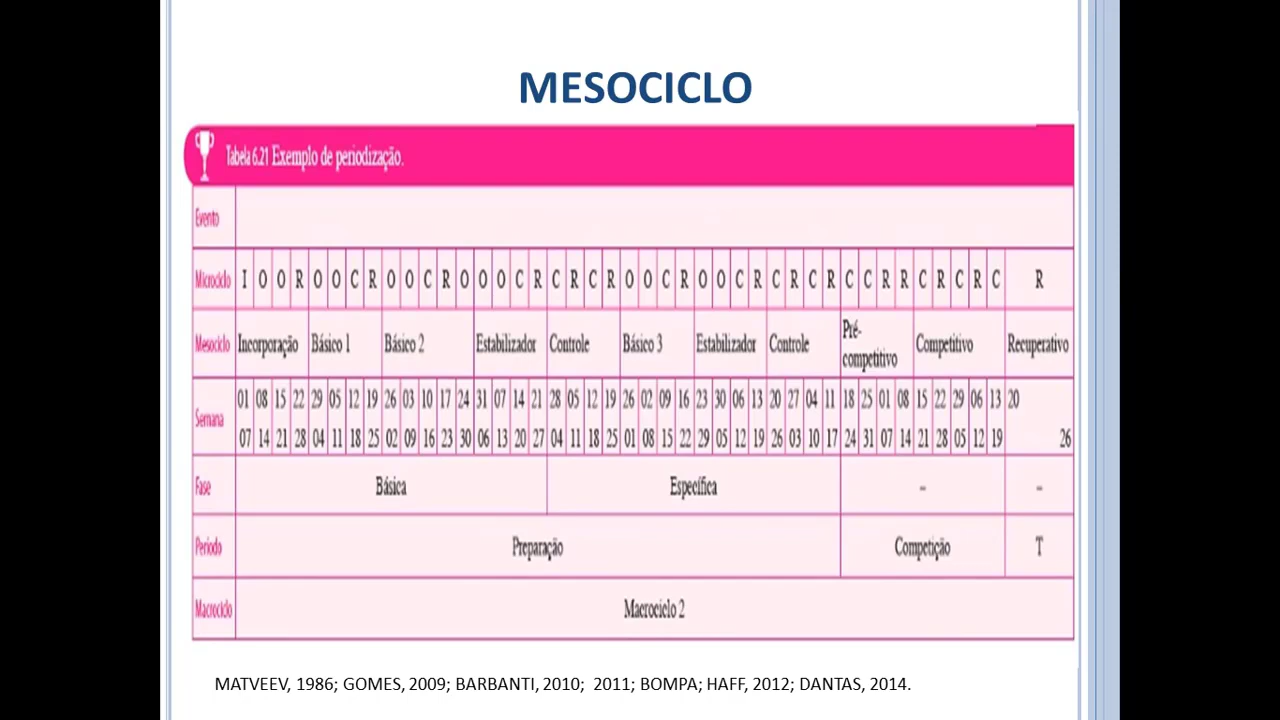 MESOCICLO
Tabela 6.21 Exemplo de periodização.
Evento
Microciclo I O O R O O C R O O C R O O O C R C R C R O O C R O O C R C R C R C C R R C R C R C R
Mesociclo Incorporação Básico 1 Básico 2 Estabilizador Controle Básico 3 Estabilizador Controle Pré-competitivo Competitivo Recuperativo
Semana
01 08 15 22 29 05 12 19 26 03 10 17 24 31 07 14 21 28 05 12 19 26 02 09 16 23 30 06 13 20 27 04 11 18 25 01 08 15 22 29 06 13 20
07 14 21 28 04 11 18 25 02 09 16 23 30 06 13 20 27 04 11 18 25 01 08 15 22 29 05 12 19 26 03 10 17 24 31 07 14 21 28 05 12 19 26
Fase Básica Específica – –
Período Preparação Competição T
Macrociclo Macrociclo 2
MATVEEV, 1986; GOMES, 2009; BARBANTI, 2010; 2011; BOMPA; HAFF, 2012; DANTAS, 2014.